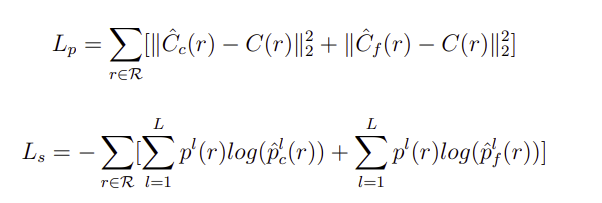 L_p = \sum_{r \in \mathcal{R}} [\|\hat{C}_c(r) - C(r)\|_2^2 + \|\hat{C}_f(r) - C(r)\|_2^2]
L_s = -\sum_{r \in \mathcal{R}} [\sum_{l=1}^{L} p^l(r) log(\hat{p}_c^l(r)) + \sum_{l=1}^{L} p^l(r) log(\hat{p}_f^l(r))]